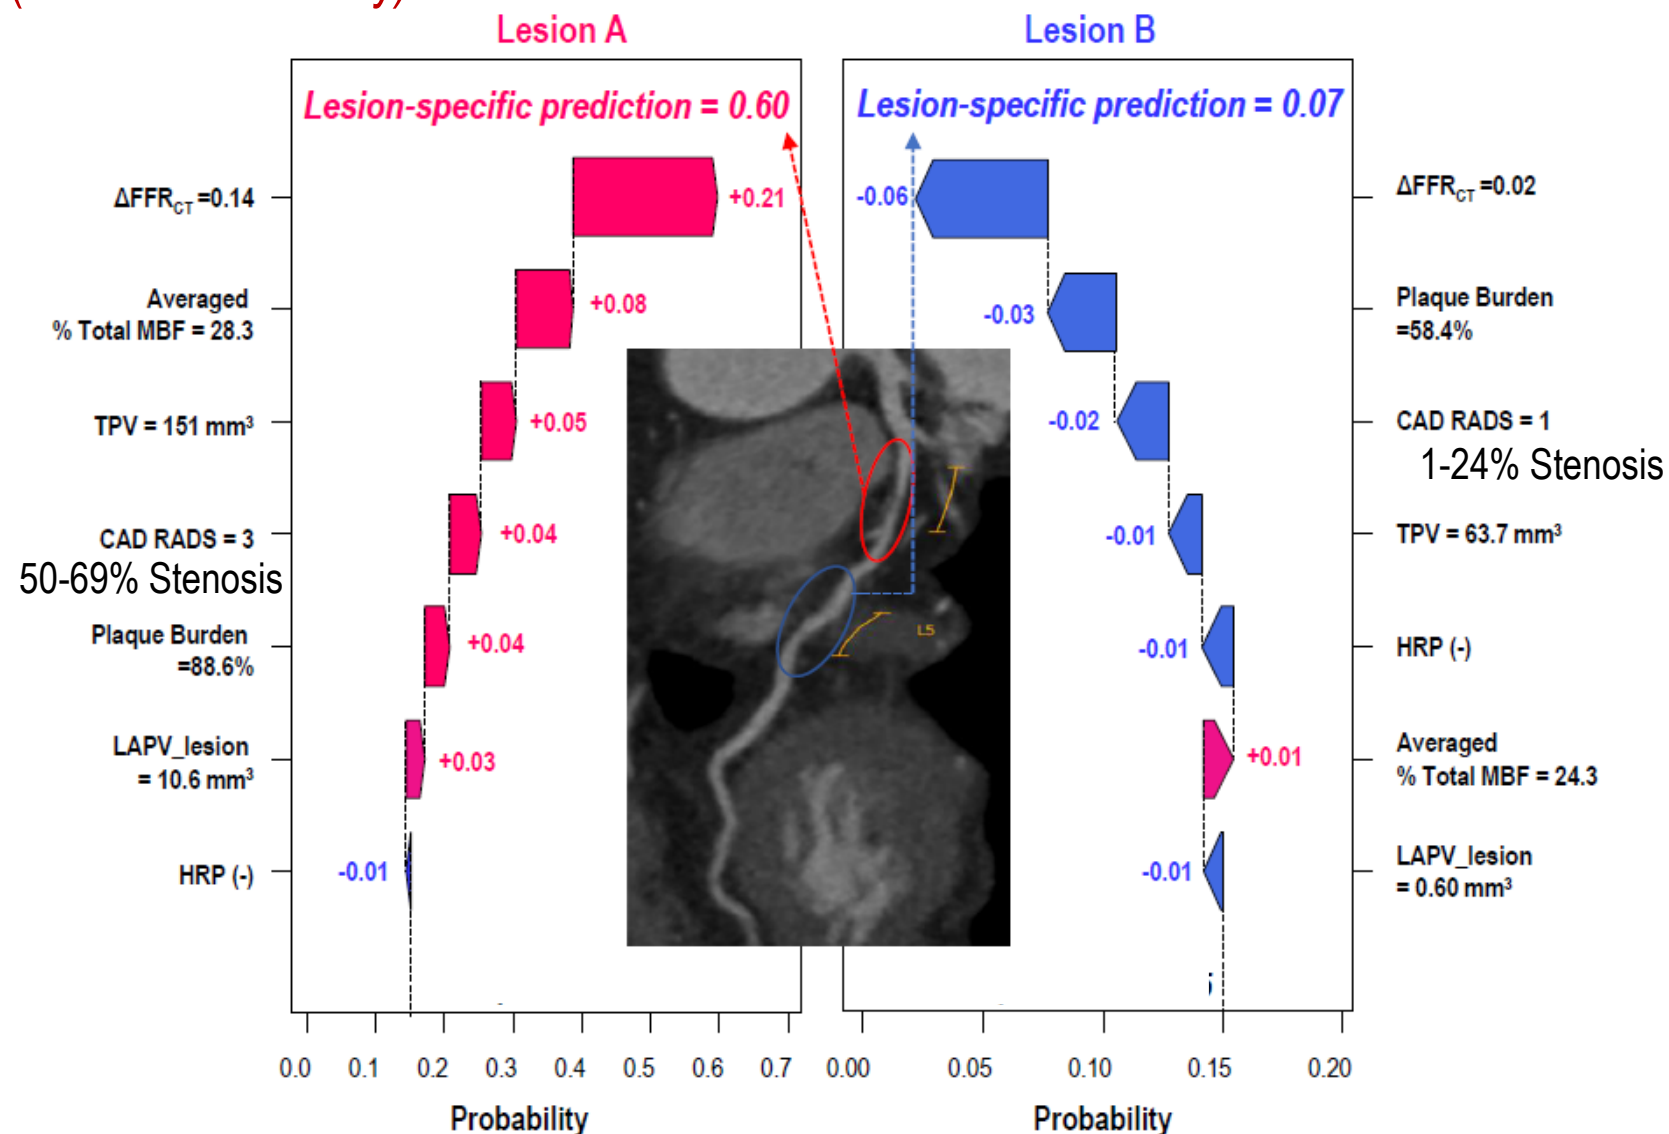 Lesion A
Lesion-specific prediction = 0.60
ΔFFRCT =0.14
+0.21
Averaged
% Total MBF = 28.3
+0.08
TPV = 151 mm³
+0.05
CAD RADS = 3
50-69% Stenosis
+0.04
Plaque Burden
=88.6%
+0.04
LAPV_lesion
= 10.6 mm³
+0.03
HRP (-)
-0.01
0.0 0.1 0.2 0.3 0.4 0.5 0.6 0.7
Probability
L5
Lesion B
Lesion-specific prediction = 0.07
-0.06
ΔFFRCT =0.02
-0.03
Plaque Burden
=58.4%
-0.02
CAD RADS = 1
1-24% Stenosis
-0.01
TPV = 63.7 mm³
-0.01
HRP (-)
+0.01
Averaged
% Total MBF = 24.3
-0.01
LAPV_lesion
= 0.60 mm³
0.00 0.05 0.10 0.15 0.20
Probability